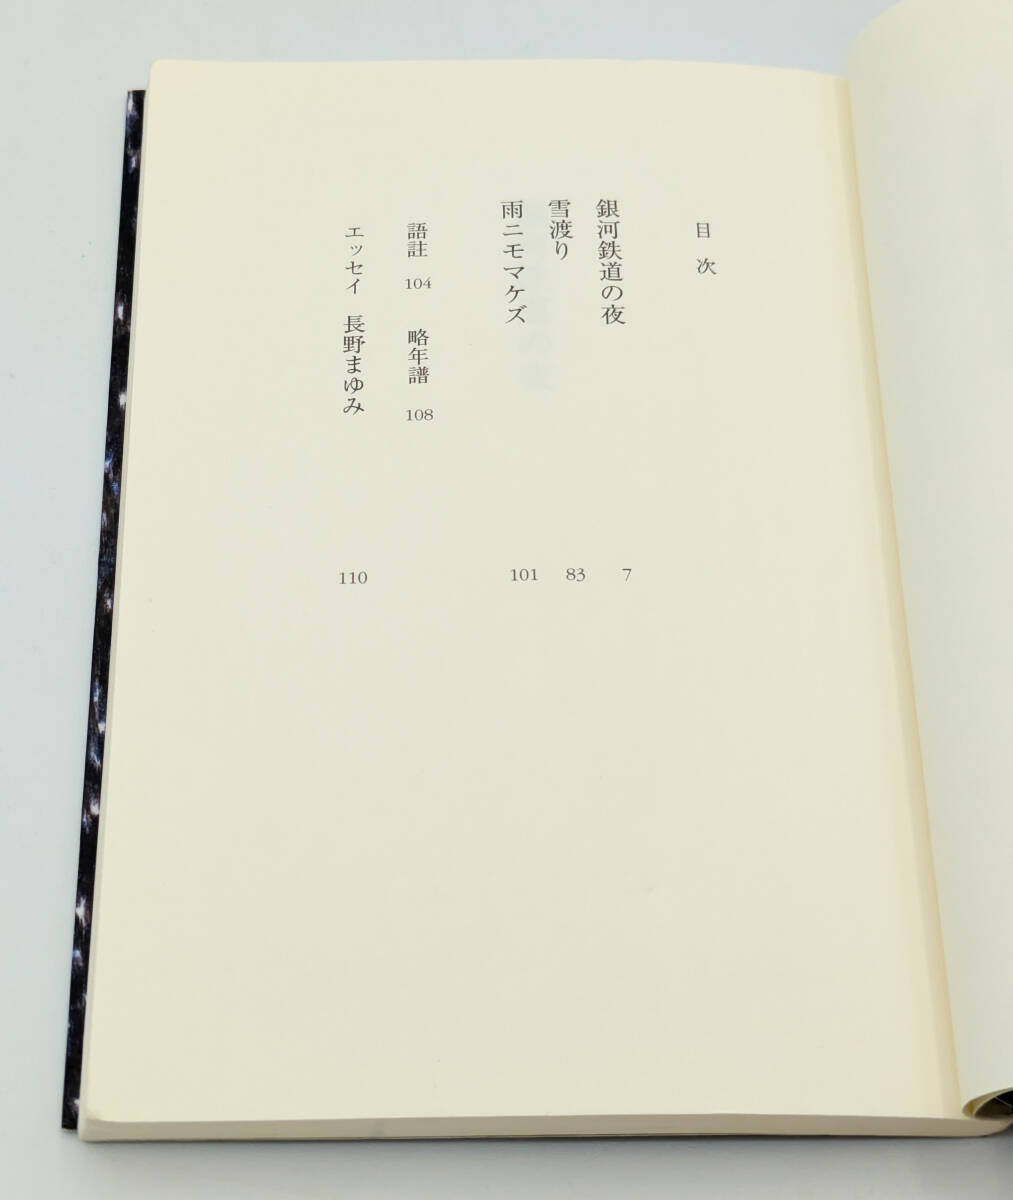 目次
銀河鉄道の夜 7
雪渡り 83
雨ニモマケズ 101
語註 104 略年譜 108
エッセイ 長野まゆみ 110